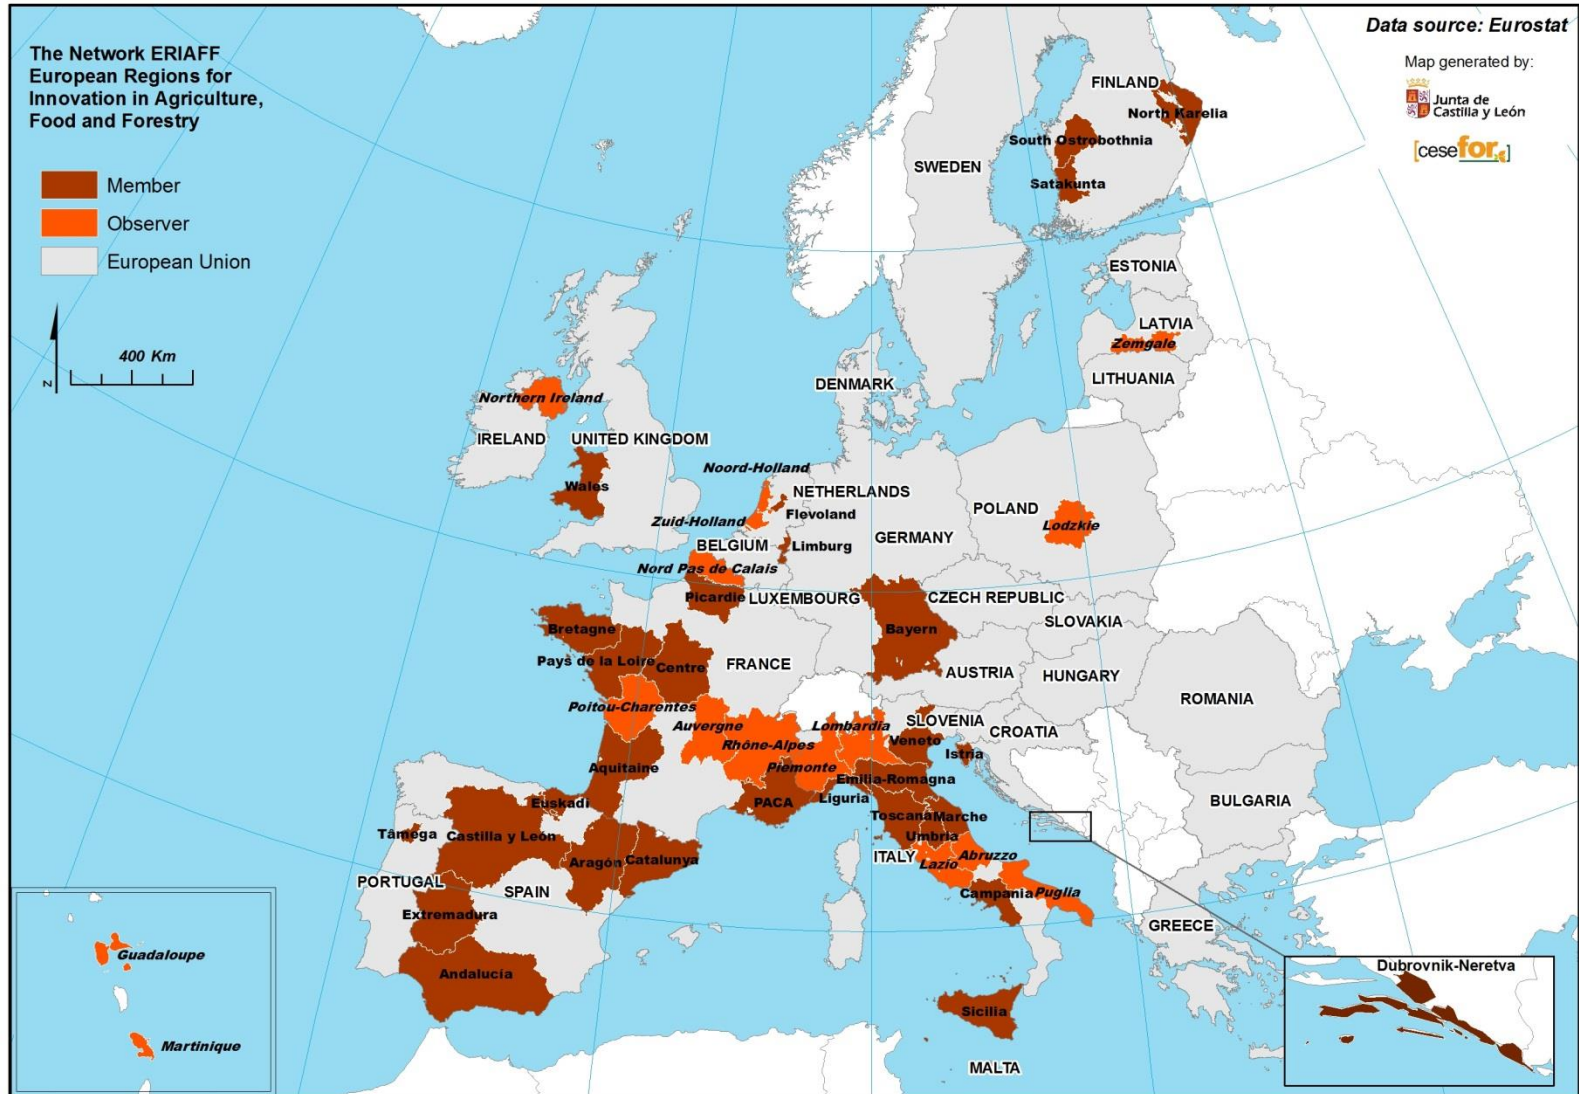 The Network ERIAFF
European Regions for
Innovation in Agriculture,
Food and Forestry
Member
Observer
European Union
N
400 Km
Data source: Eurostat
Map generated by:
Junta de
Castilla y León
[cesefor]
FINLAND
North Karelia
South Ostrobothnia
SWEDEN
Satakunta
ESTONIA
LATVIA
Zemgale
LITHUANIA
DENMARK
Northern Ireland
IRELAND
UNITED KINGDOM
Wales
Noord-Holland
NETHERLANDS
Flevoland
Zuid-Holland
POLAND
Lodzkie
GERMANY
BELGIUM
Limburg
Nord Pas de Calais
Picardie
LUXEMBOURG
CZECH REPUBLIC
SLOVAKIA
Bretagne
Bayern
Pays de la Loire
Centre
FRANCE
AUSTRIA
HUNGARY
ROMANIA
Poitou-Charentes
Auvergne
Lombardia
SLOVENIA
CROATIA
Rhône-Alpes
Veneto
Istria
Aquitaine
Piemonte
Emilia-Romagna
Euskadi
PACA
Liguria
BULGARIA
Tâmega
Castilla y León
Toscana
Marche
Umbria
Aragón
Catalunya
ITALY
Abruzzo
Lazio
PORTUGAL
SPAIN
Campania
Puglia
Extremadura
GREECE
Andalucía
Sicilia
MALTA
Guadaloupe
Martinique
Dubrovnik-Neretva